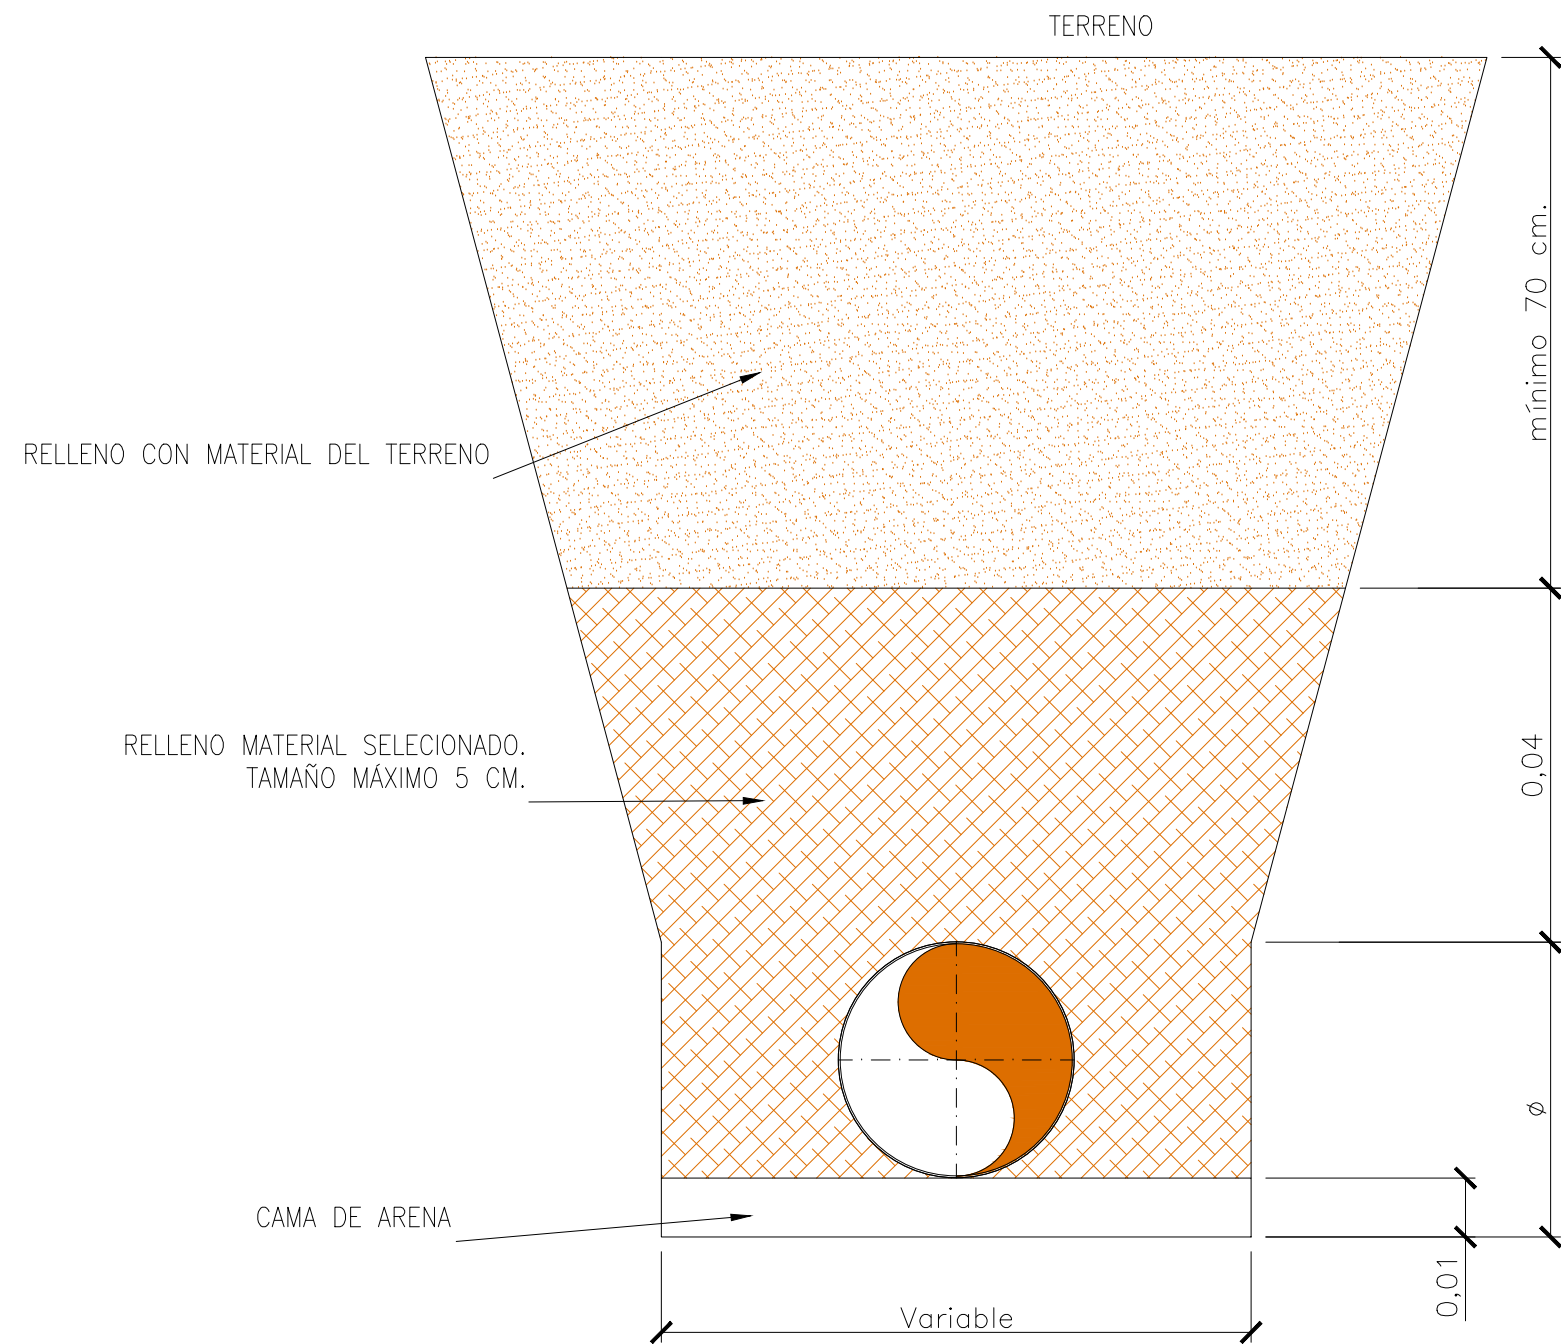 TERRENO
mínimo 70 cm.
RELLENO CON MATERIAL DEL TERRENO
RELLENO MATERIAL SELECIONADO.
TAMAÑO MÁXIMO 5 CM.
0,04
ø
CAMA DE ARENA
0,01
Variable